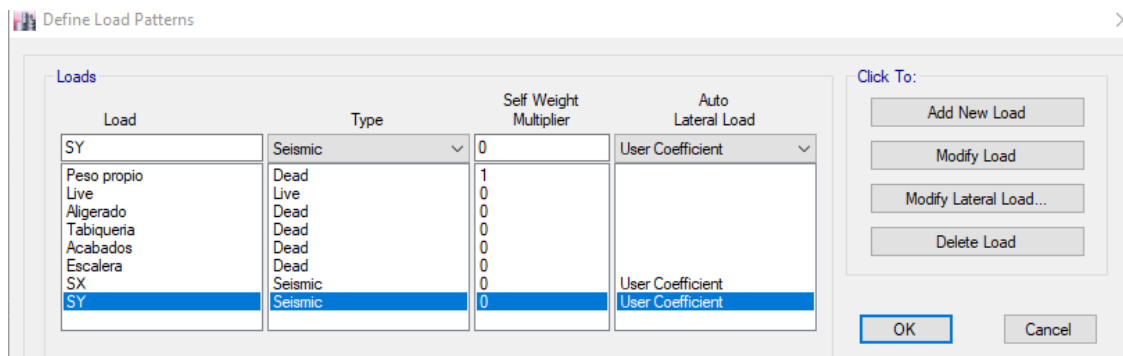 Define Load Patterns
Loads
Click To:
Load Type Self Weight Multiplier Auto Lateral Load
SY Seismic 0 User Coefficient
Peso propio Dead 1
Live Live 0
Aligerado Dead 0
Tabiqueria Dead 0
Acabados Dead 0
Escalera Dead 0
SX Seismic 0 User Coefficient
SY Seismic 0 User Coefficient
Add New Load
Modify Load
Modify Lateral Load...
Delete Load
OK Cancel